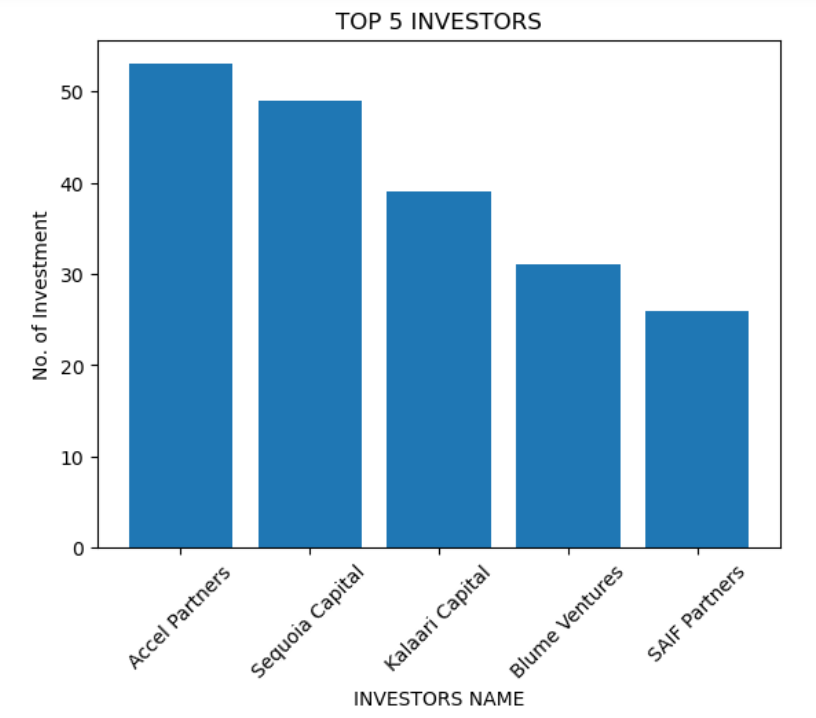 TOP 5 INVESTORS
No. of Investment
50
40
30
20
10
0
Accel Partners
Sequoia Capital
Kalaari Capital
Blume Ventures
SAIF Partners
INVESTORS NAME